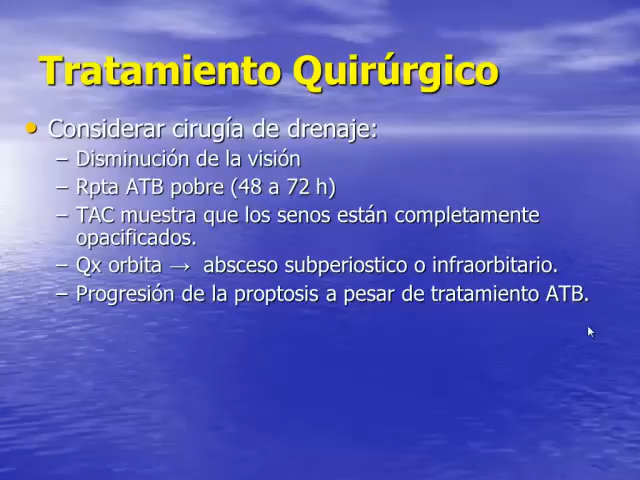 Tratamiento Quirúrgico
• Considerar cirugía de drenaje:
– Disminución de la visión
– Rpta ATB pobre (48 a 72 h)
– TAC muestra que los senos están completamente
opacificados.
– Qx orbita → absceso subperiostico o infraorbitario.
– Progresión de la proptosis a pesar de tratamiento ATB.